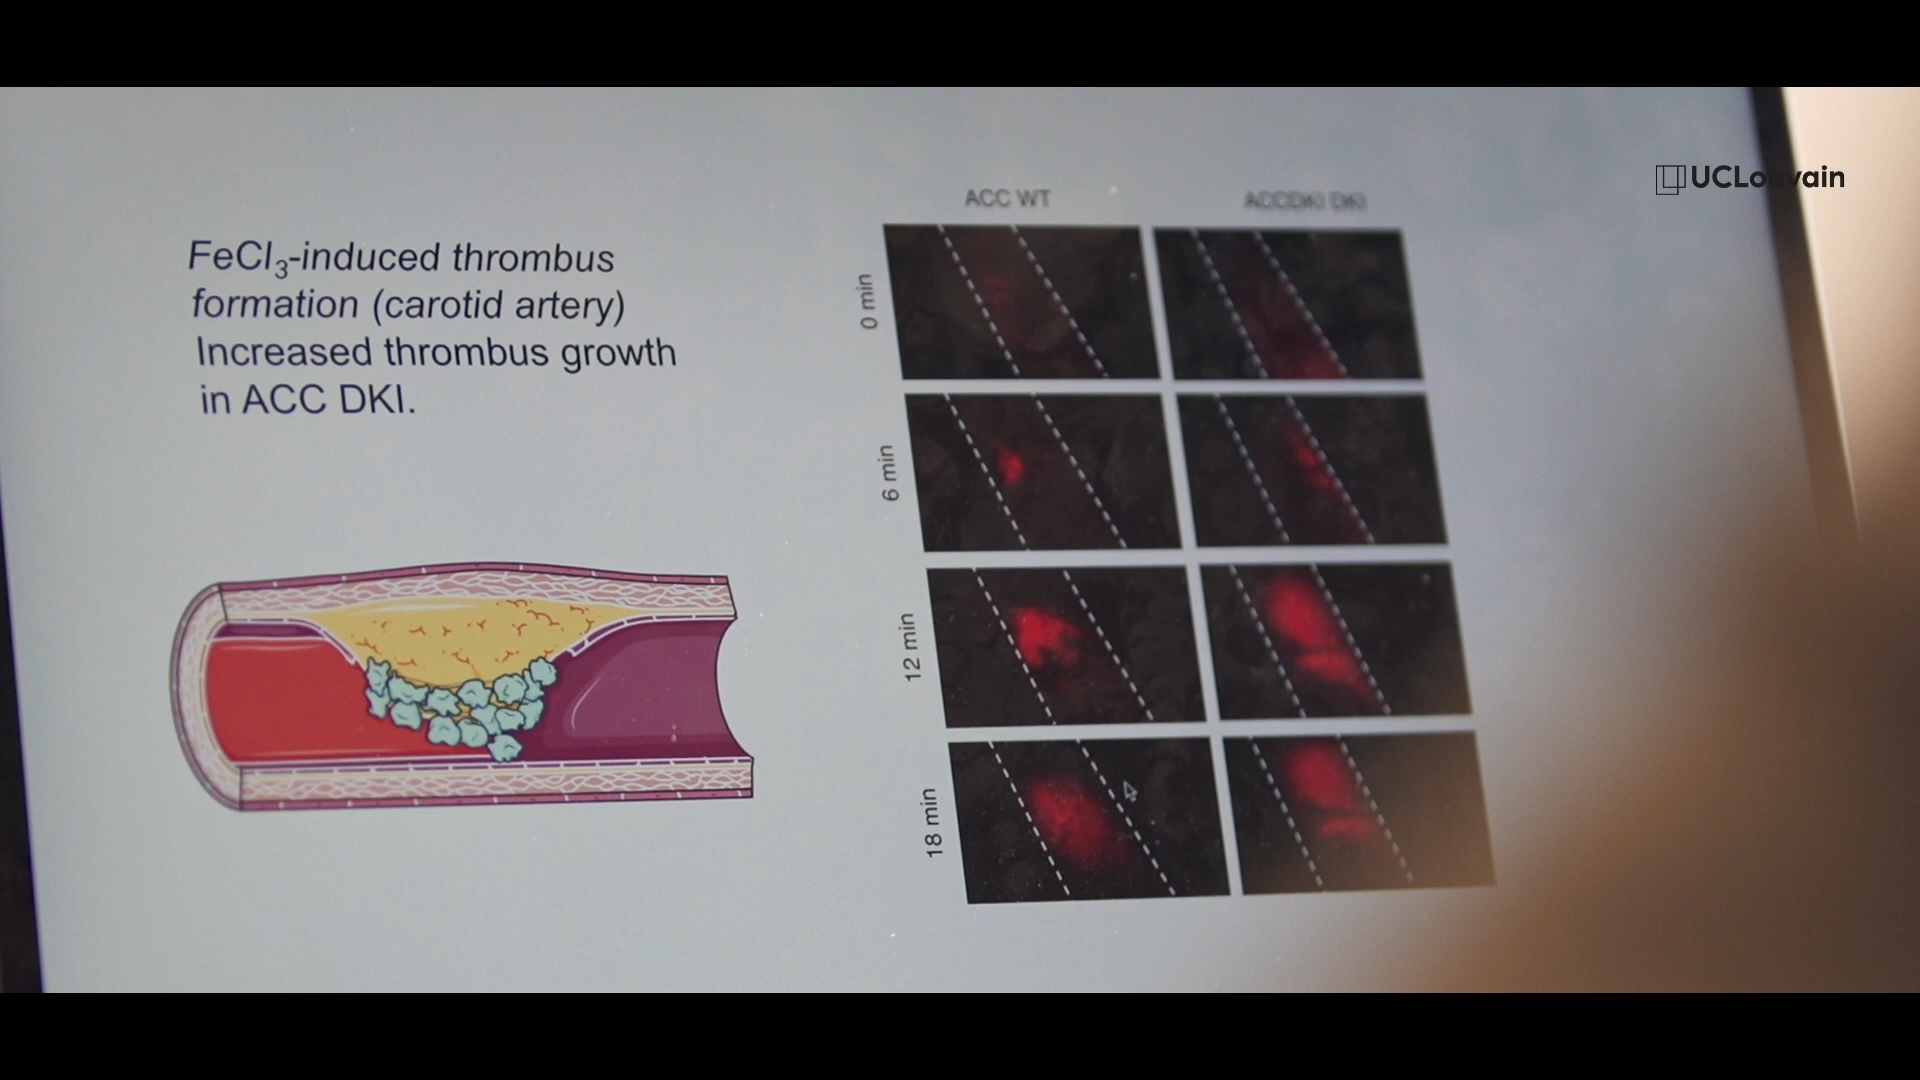 UCLouvain
ACC WT
FeCl₃-induced thrombus
formation (carotid artery)
Increased thrombus growth
in ACC DKI.
0 min
6 min
12 min
18 min